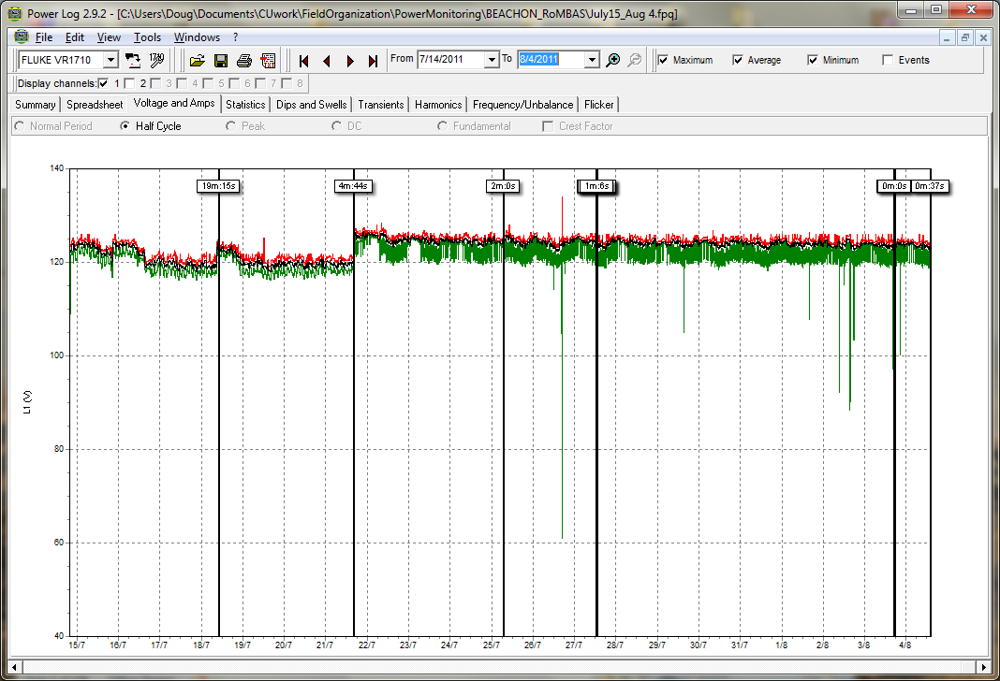 Power Log 2.9.2 - [C:\Users\Doug\Documents\CUwork\FieldOrganization\PowerMonitoring\BEACHON_RoMBAS\July15_Aug 4.fpq]
File Edit View Tools Windows ?
FLUKE VR1710 1740 From 7/14/2011 To 8/4/2011 Maximum Average Minimum Events
Display channels: 1 2 3 4 5 6 7 8
Summary Spreadsheet Voltage and Amps Statistics Dips and Swells Transients Harmonics Frequency/Unbalance Flicker
Normal Period Half Cycle Peak DC Fundamental Crest Factor
140
19m:15s 4m:44s 2m:0s 1m:6s 0m:0s 0m:37s
120
100
L1 (V)
80
60
40
15/7 16/7 17/7 18/7 19/7 20/7 21/7 22/7 23/7 24/7 25/7 26/7 27/7 28/7 29/7 30/7 31/7 1/8 2/8 3/8 4/8